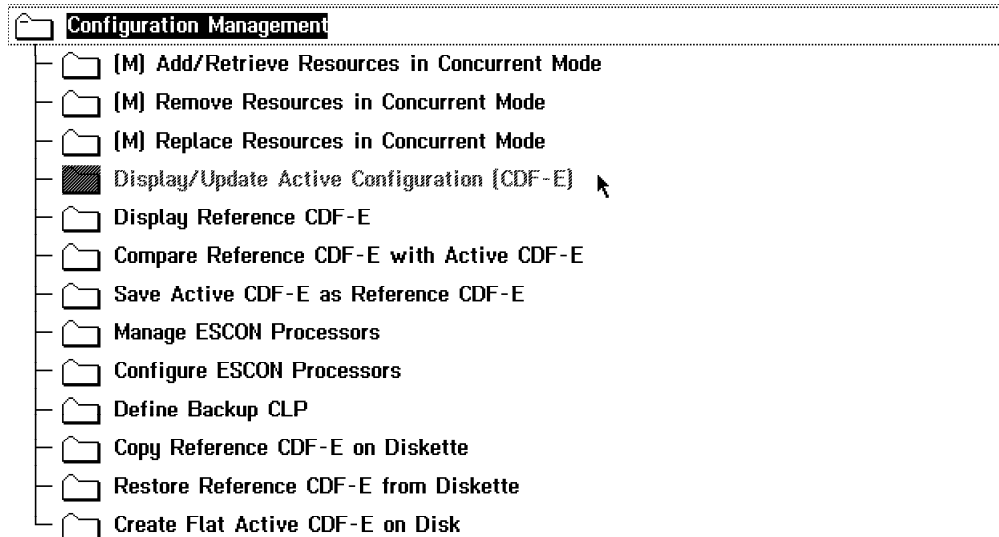 Configuration Management
(M) Add/Retrieve Resources in Concurrent Mode
(M) Remove Resources in Concurrent Mode
(M) Replace Resources in Concurrent Mode
Display/Update Active Configuration (CDF-E)
Display Reference CDF-E
Compare Reference CDF-E with Active CDF-E
Save Active CDF-E as Reference CDF-E
Manage ESCON Processors
Configure ESCON Processors
Define Backup CLP
Copy Reference CDF-E on Diskette
Restore Reference CDF-E from Diskette
Create Flat Active CDF-E on Disk